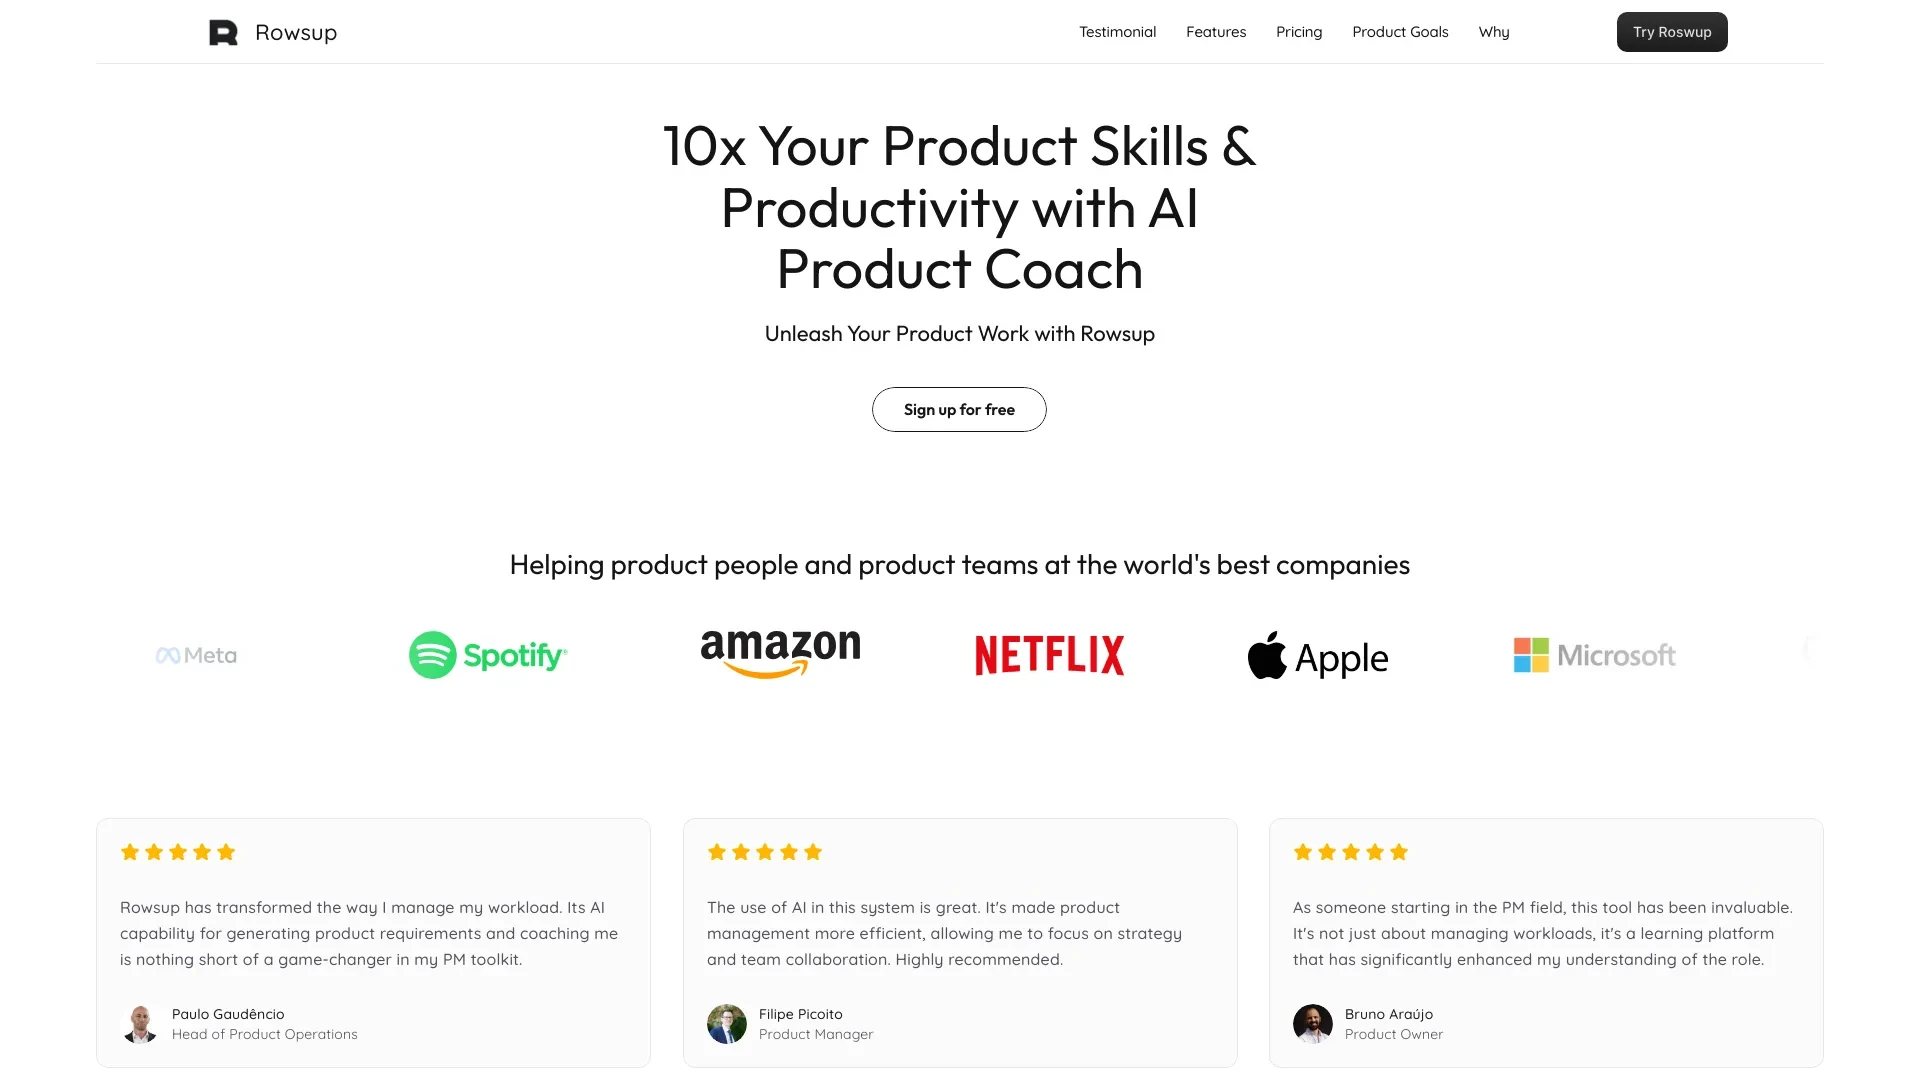 Rowsup
Testimonial
Features
Pricing
Product Goals
Why
Try Roswup
10x Your Product Skills &
Productivity with AI
Product Coach
Unleash Your Product Work with Rowsup
Sign up for free
Helping product people and product teams at the world's best companies
Meta
Spotify®
amazon
NETFLIX
Apple
Microsoft
Rowsup has transformed the way I manage my workload. Its AI
capability for generating product requirements and coaching me
is nothing short of a game-changer in my PM toolkit.
Paulo Gaudêncio
Head of Product Operations
The use of AI in this system is great. It's made product
management more efficient, allowing me to focus on strategy
and team collaboration. Highly recommended.
Filipe Picoito
Product Manager
As someone starting in the PM field, this tool has been invaluable.
It's not just about managing workloads, it's a learning platform
that has significantly enhanced my understanding of the role.
Bruno Araújo
Product Owner